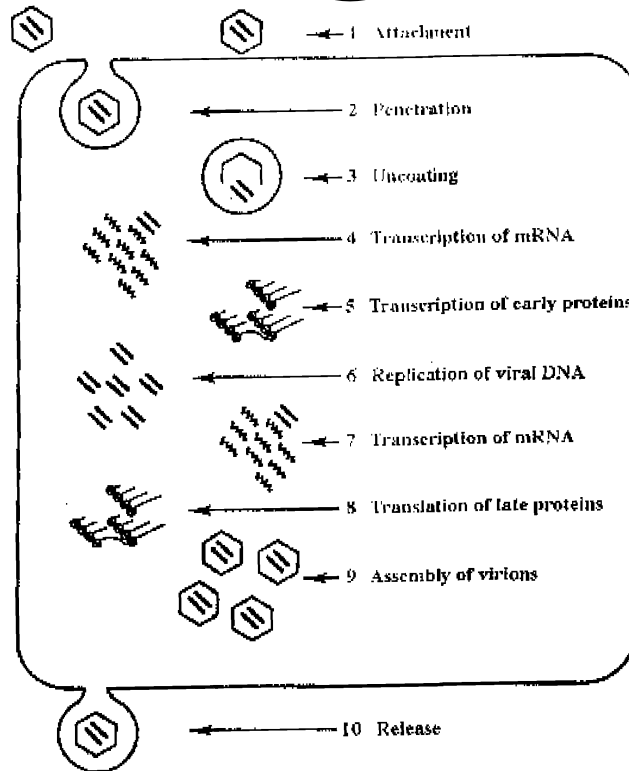 1 Attachment
2 Penetration
3 Uncoating
4 Transcription of mRNA
5 Transcription of early proteins
6 Replication of viral DNA
7 Transcription of mRNA
8 Translation of late proteins
9 Assembly of virions
10 Release